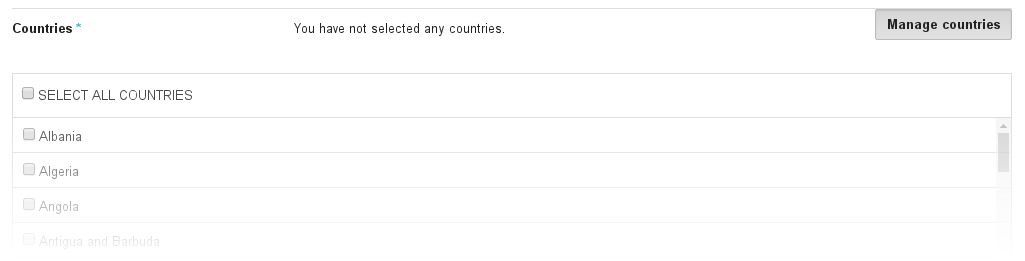 Countries * You have not selected any countries. Manage countries
SELECT ALL COUNTRIES
Albania
Algeria
Angola
Antigua and Barbuda